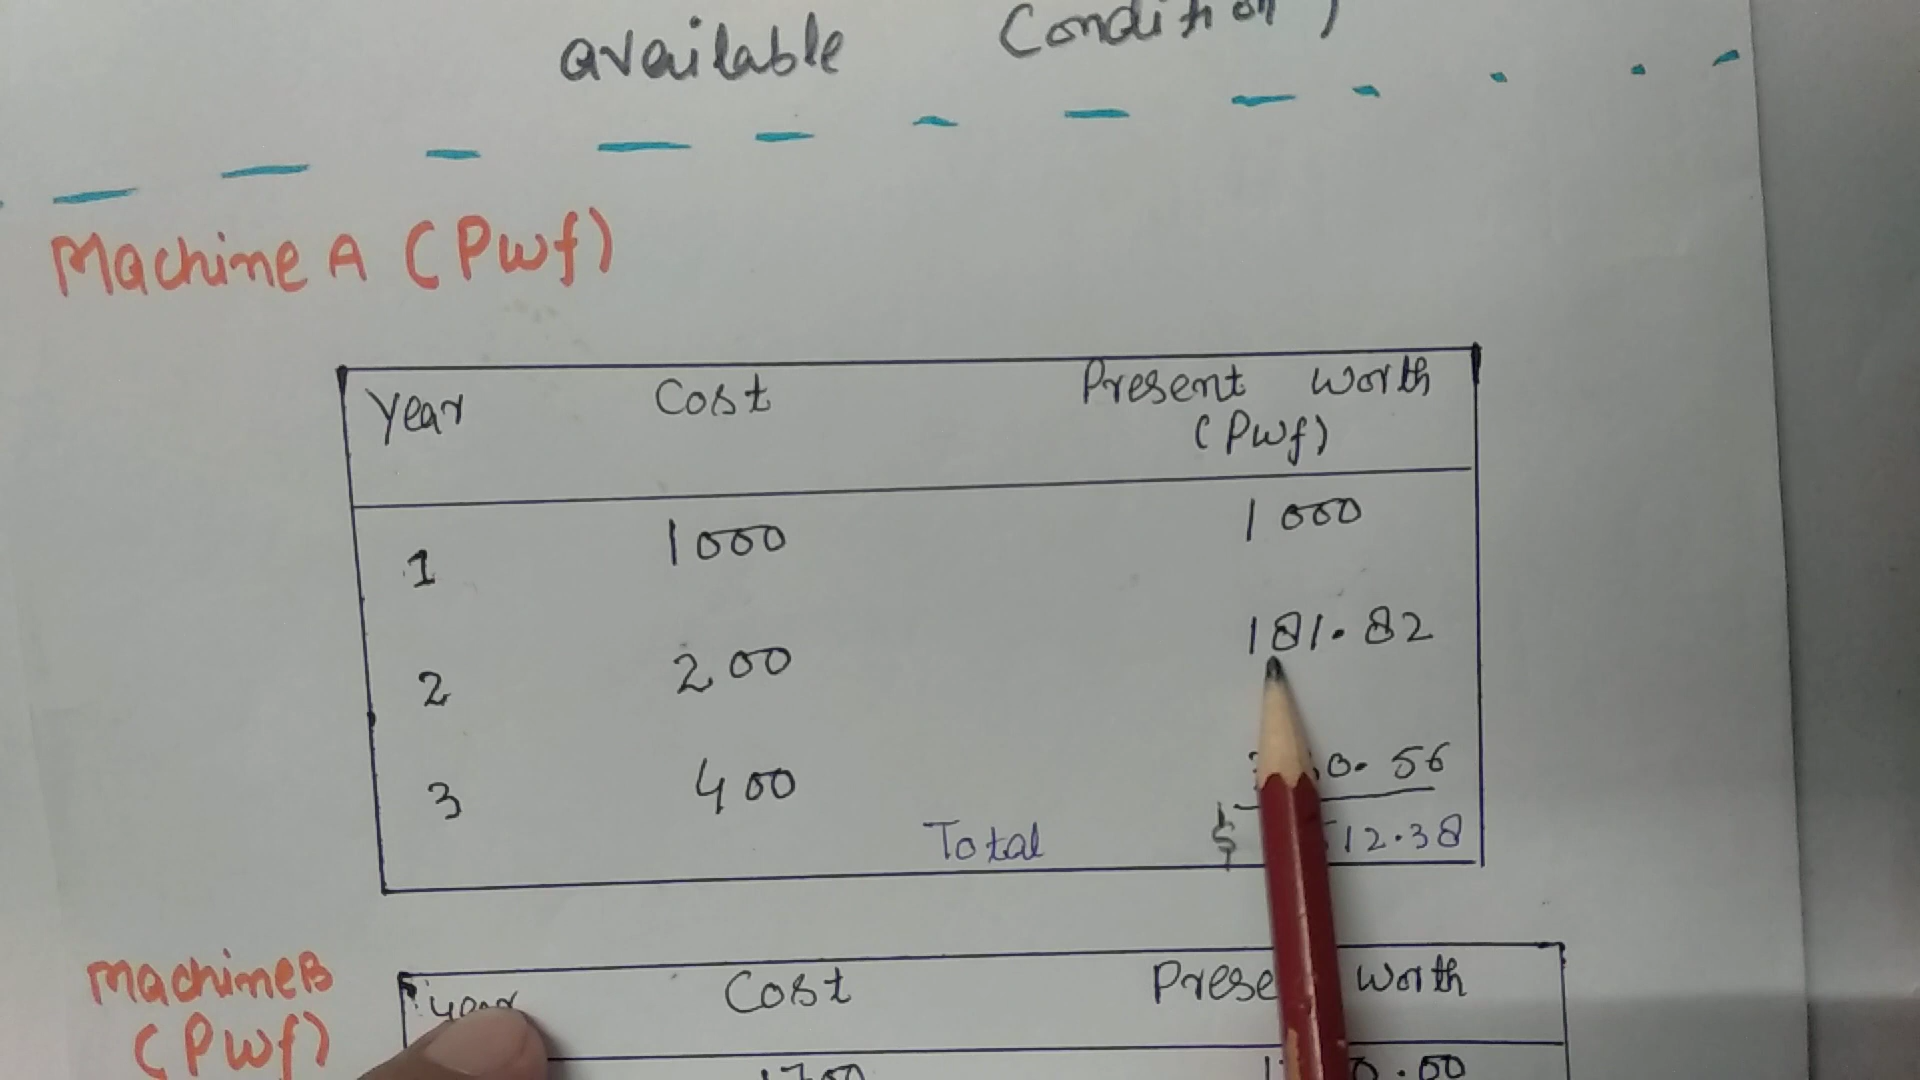 available Condition)
Machine A (Pwf)
Year Cost Present Worth
(Pwf)
1 1000 1000
2 200 181.82
3 400
Total $
Machine B
(Pwf)
year Cost Worth